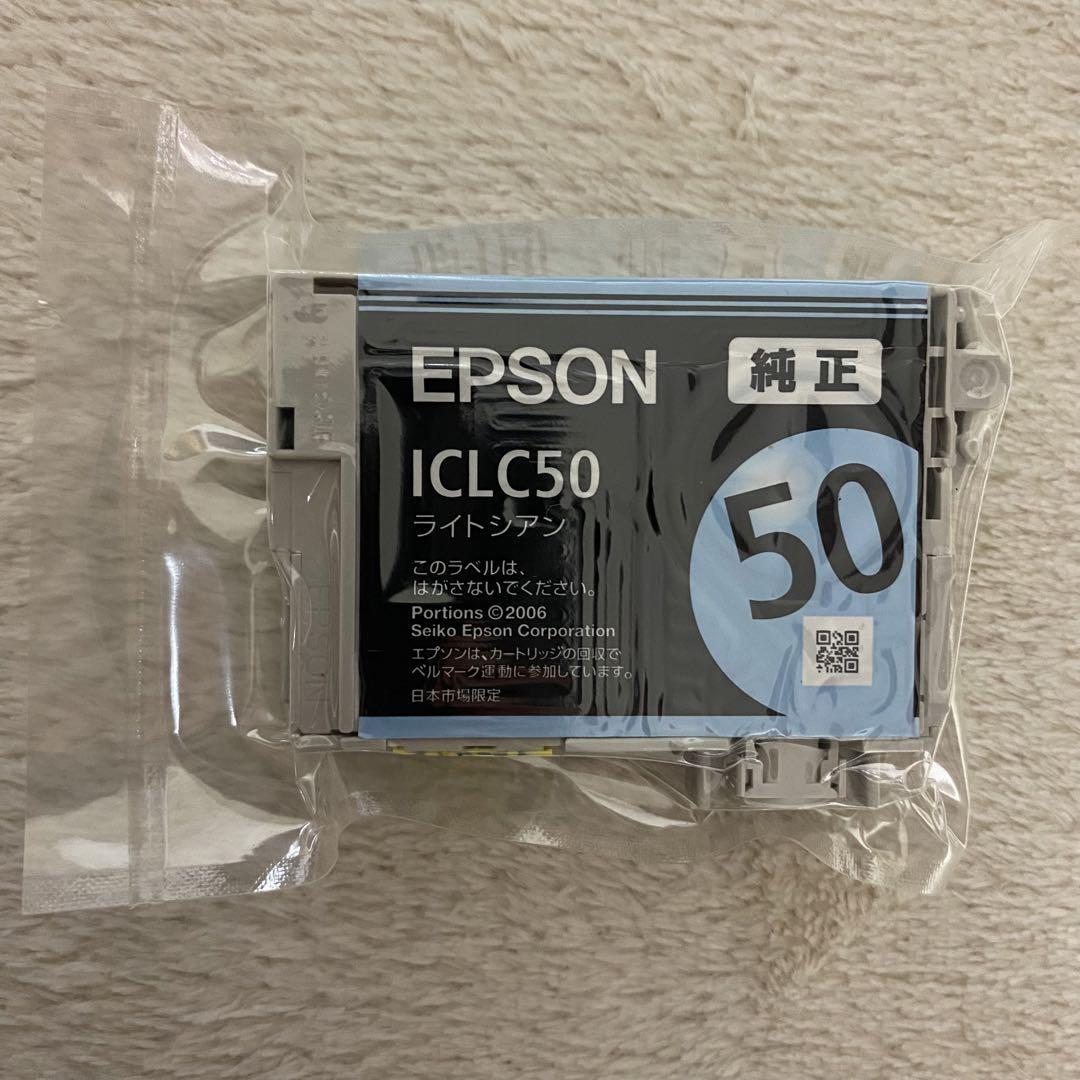 EPSON
純正
ICLC50
ライトシアン
50
このラベルは、
はがさないでください。
Portions ©2006
Seiko Epson Corporation
エプソンは、カートリッジの回収で
ベルマーク運動に参加しています。
日本市場限定